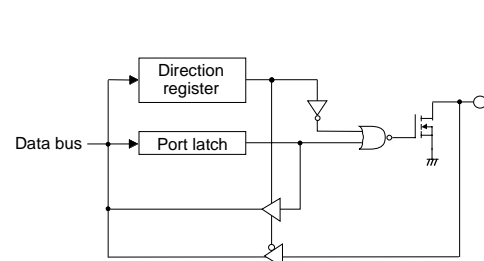 Direction
register
Data bus
Port latch